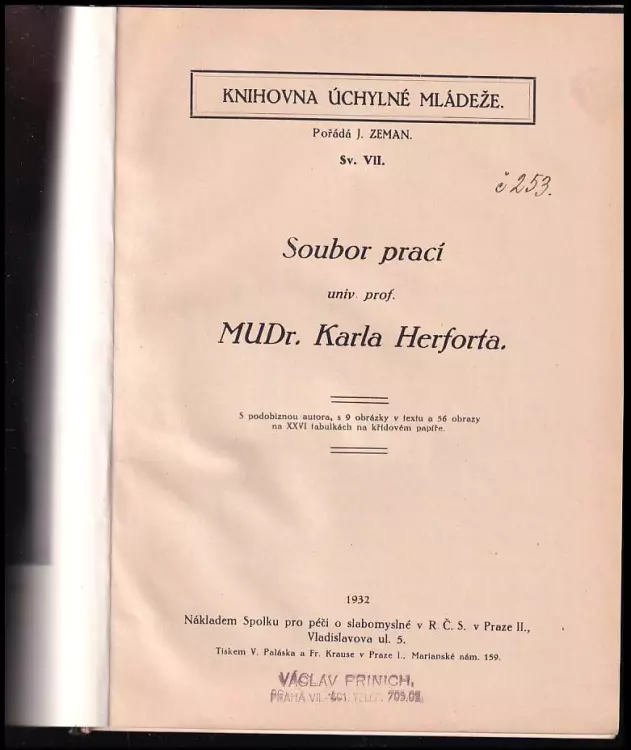 KNIHOVNA ÚCHYLNÉ MLÁDEŽE.
Pořádá J. ZEMAN.
Sv. VII.
č 253.
Soubor prací
univ. prof.
MUDr. Karla Herforta.
S podobiznou autora, s 9 obrázky v textu a 56 obrazy
na XXVI tabulkách na křídovém papíře.
1932
Nákladem Spolku pro péči o slabomyslné v R Č. S. v Praze II.,
Vladislavova ul. 5.
Tiskem V. Paláska a Fr. Krause v Praze I., Marianské nám. 159.
VÁCLAV PRINICH,
PRAHA VII.